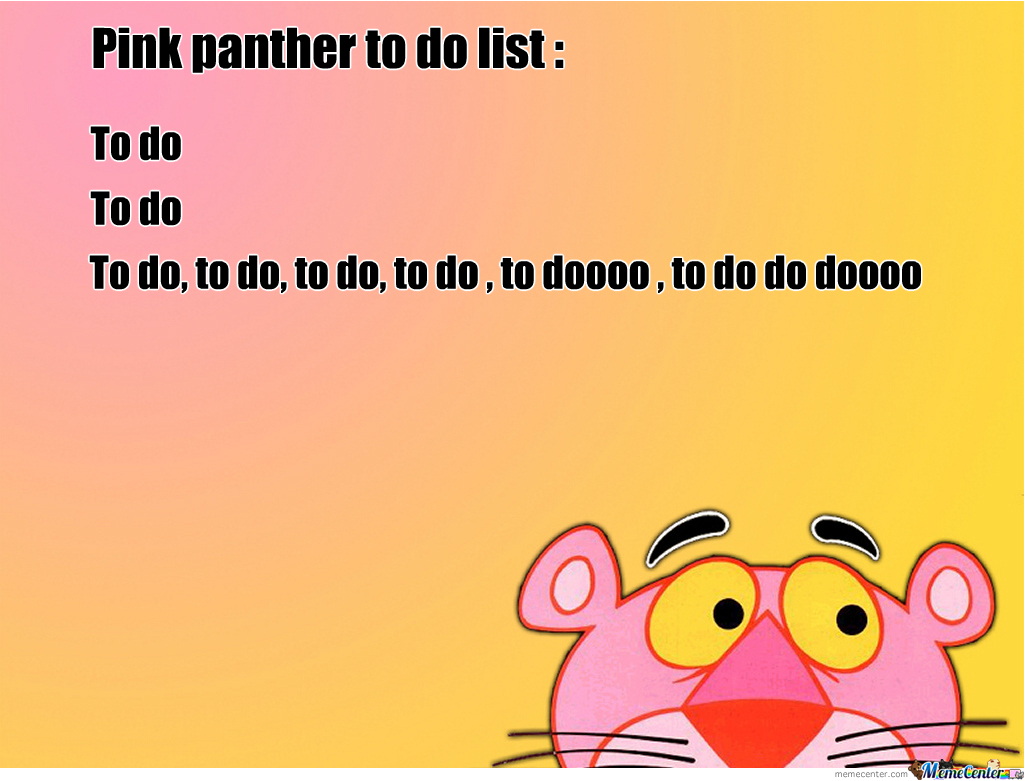 Pink panther to do list :
To do
To do
To do, to do, to do, to do , to doooo , to do do doooo
memecenter.com MemeCenter